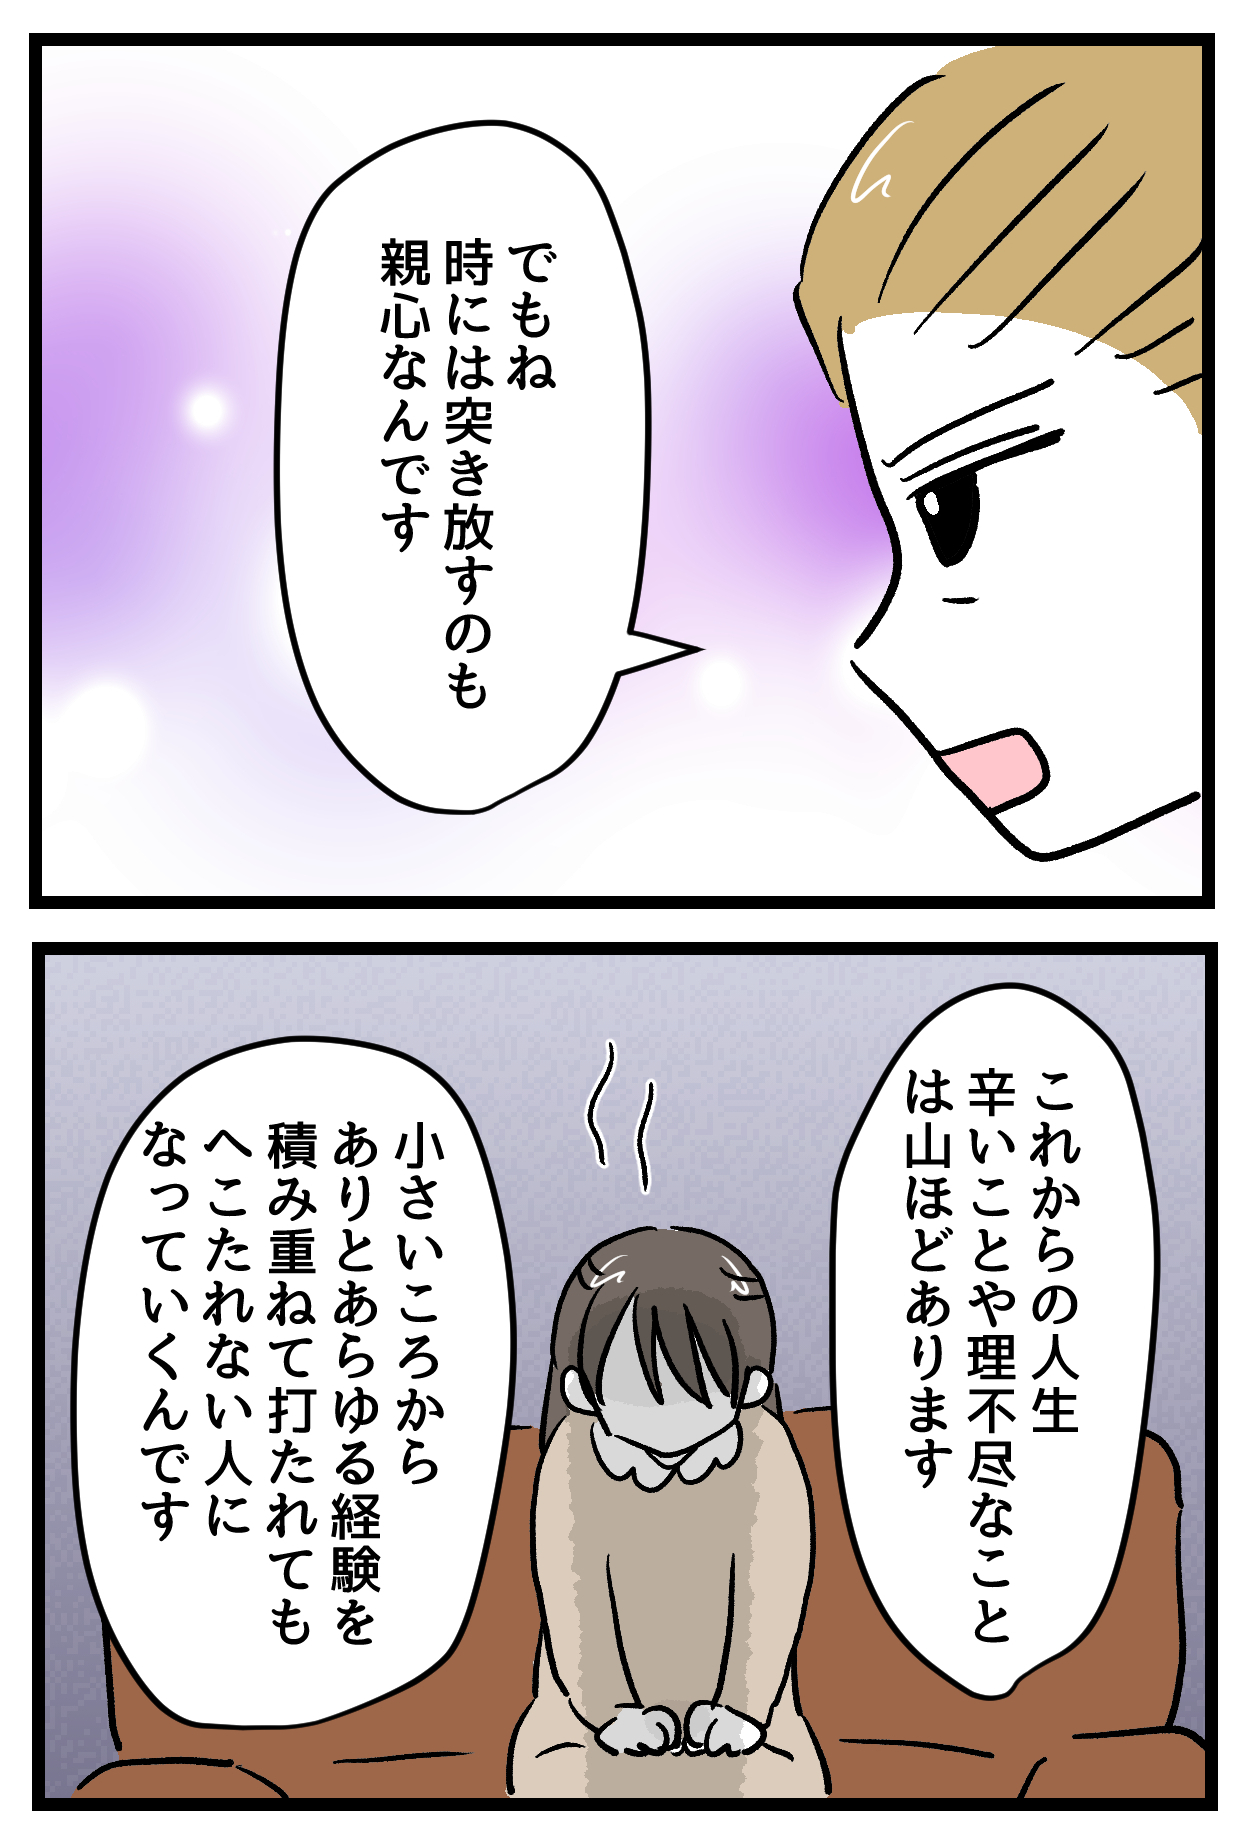 でもね
時には突き放すのも
親心なんです
これからの人生
辛いことや理不尽なこと
は山ほどあります
小さいころから
ありとあらゆる経験を
積み重ねて打たれても
へこたれない人に
なっていくんです